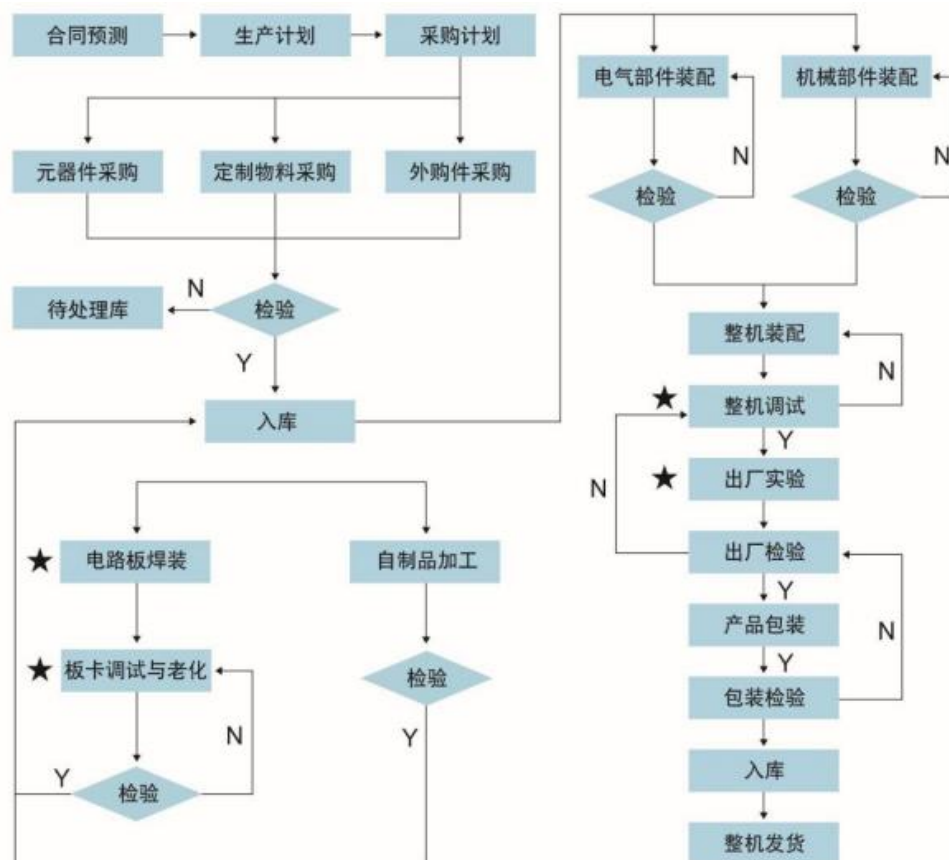 合同预测
生产计划
采购计划
元器件采购
定制物料采购
外购件采购
N
待处理库
检验
Y
入库
电路板焊装
自制品加工
板卡调试与老化
检验
N
Y
Y
检验
电气部件装配
机械部件装配
N
N
检验
检验
整机装配
N
整机调试
Y
出厂实验
N
出厂检验
Y
产品包装
N
Y
包装检验
入库
整机发货